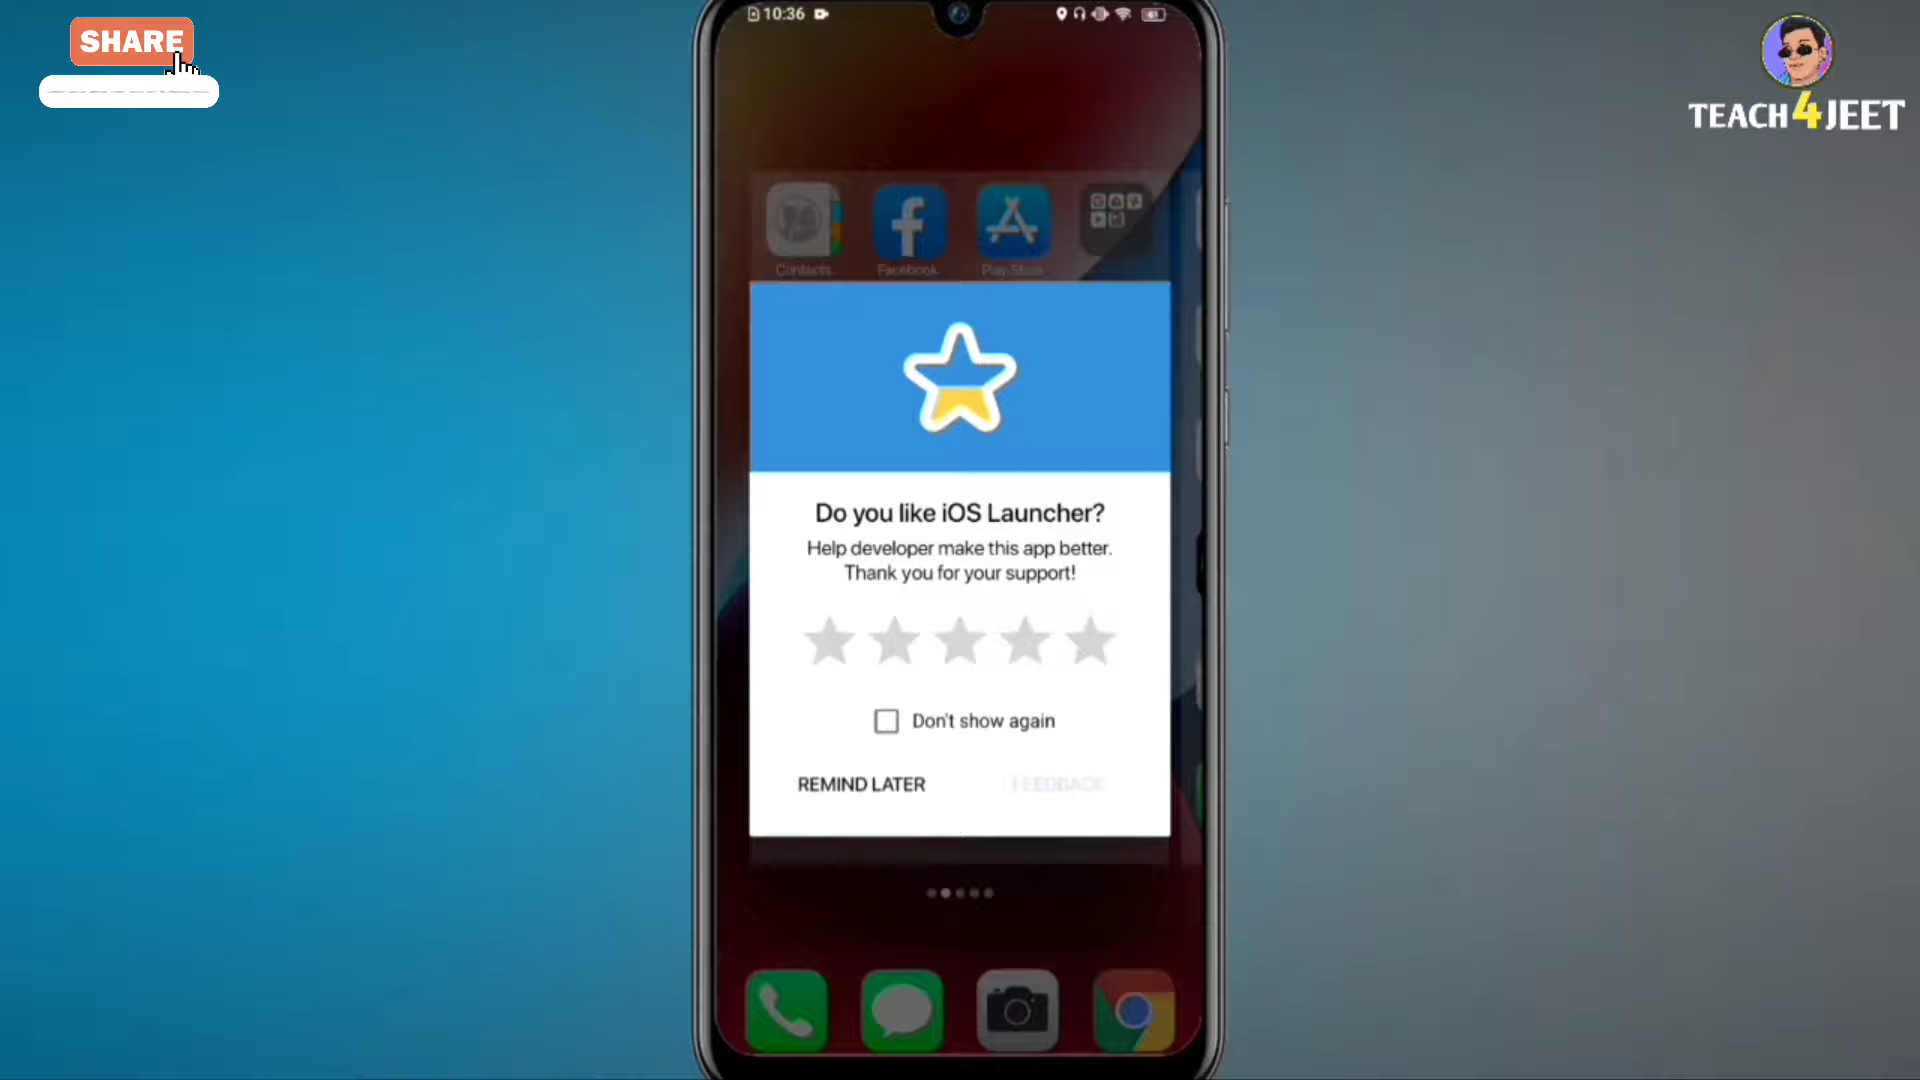 SHARE
10:36
TEACH4JEET
Contacts
Facebook
Play Store
Do you like iOS Launcher?
Help developer make this app better.
Thank you for your support!
Don't show again
REMIND LATER
FEEDBACK